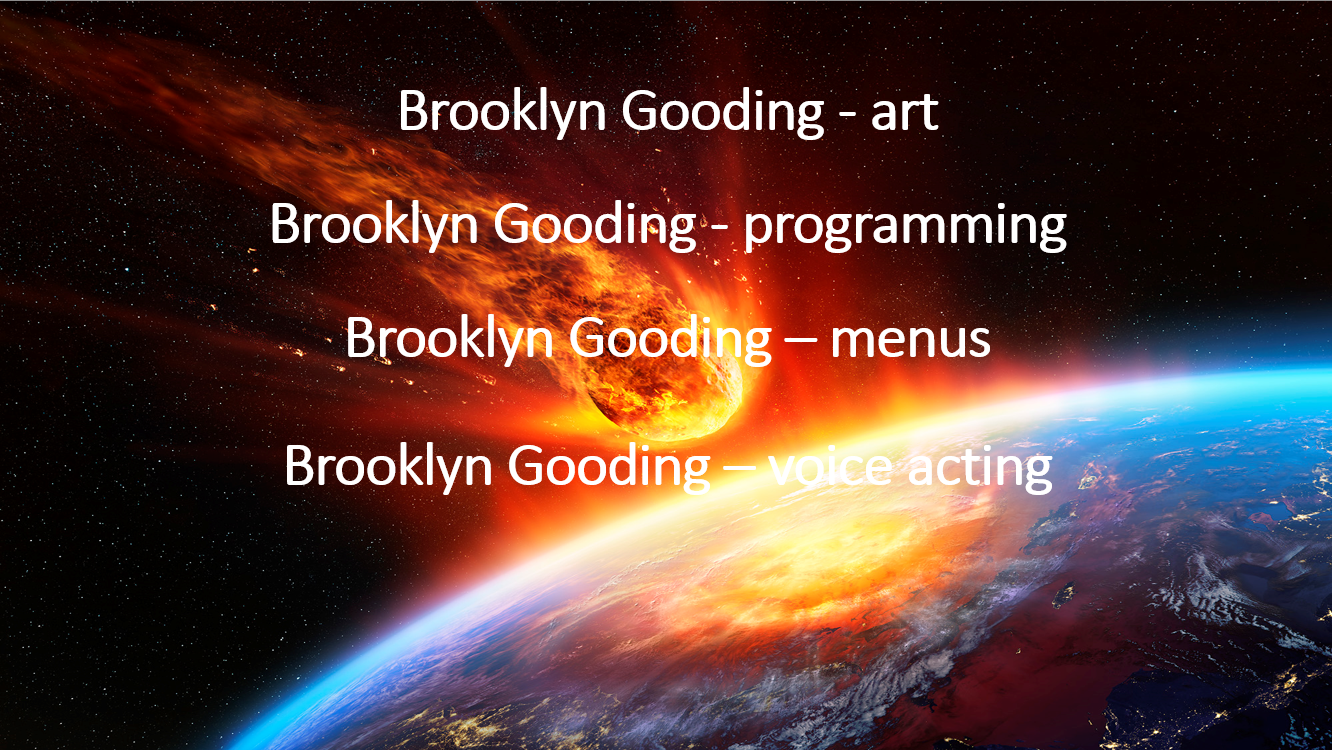 Brooklyn Gooding - art
Brooklyn Gooding - programming
Brooklyn Gooding – menus
Brooklyn Gooding – voice acting